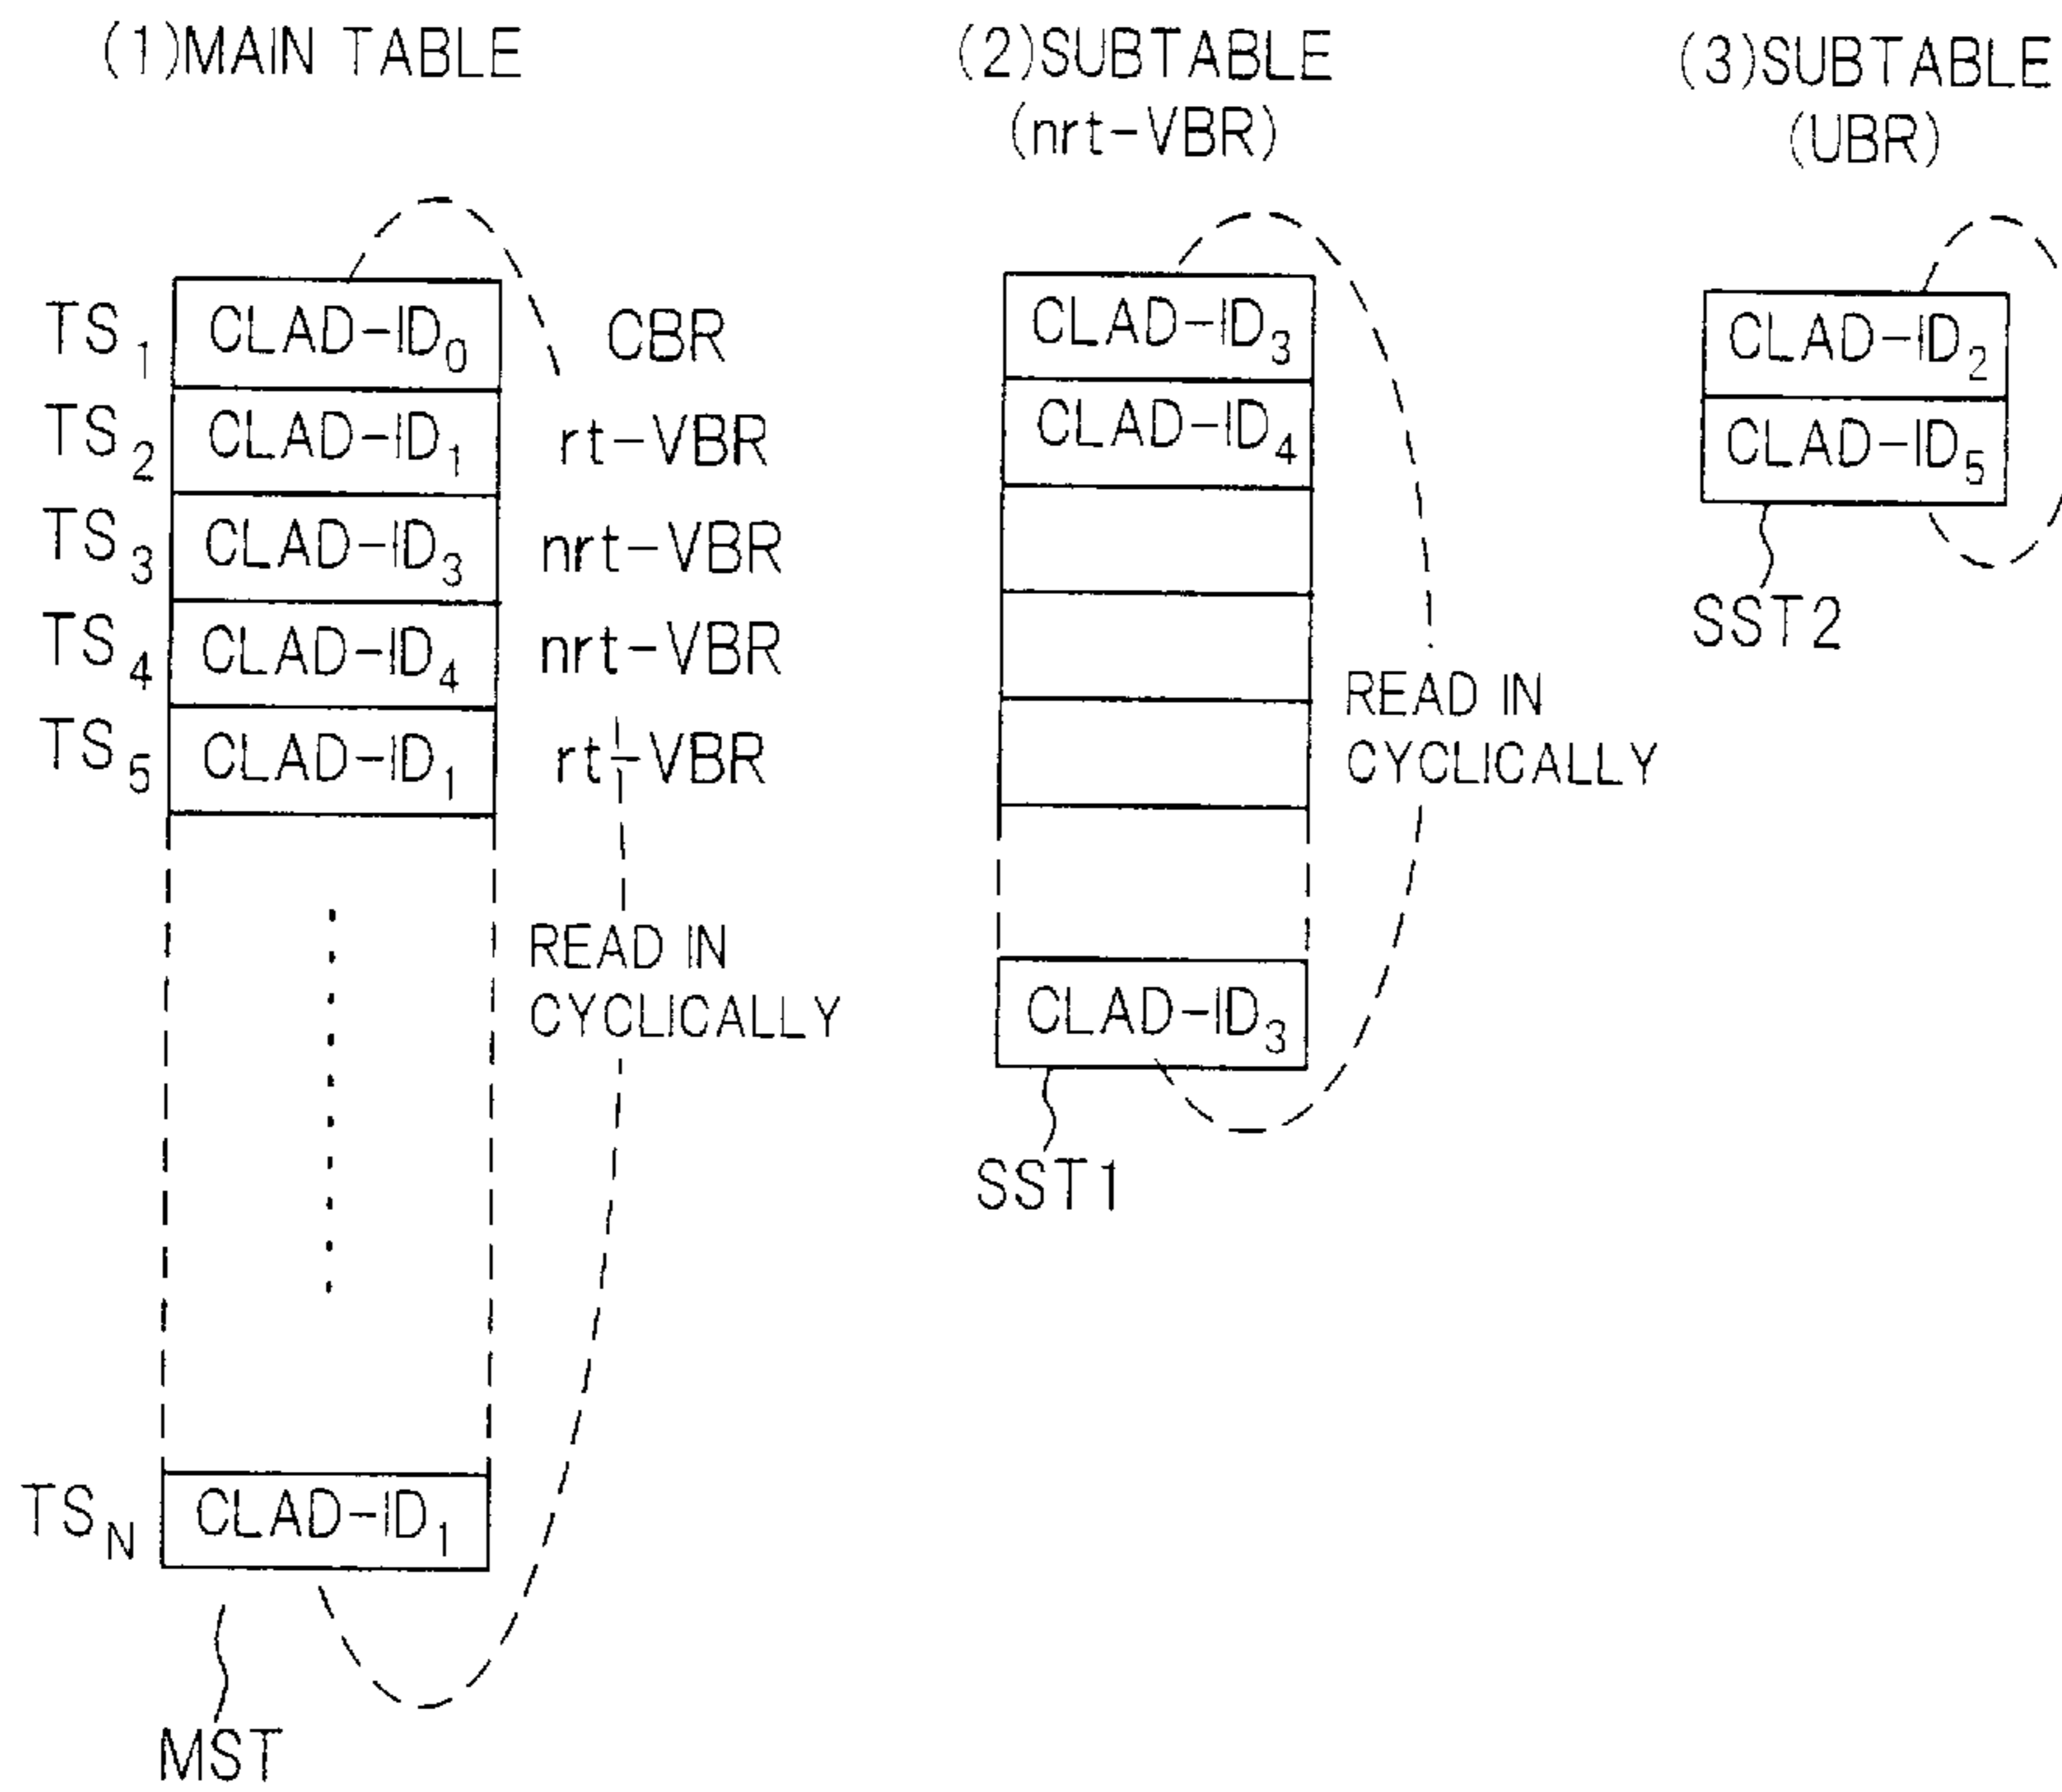 (1)MAIN TABLE
TS1 CLAD-ID0 CBR
TS2 CLAD-ID1 rt-VBR
TS3 CLAD-ID3 nrt-VBR
TS4 CLAD-ID4 nrt-VBR
TS5 CLAD-ID1 rt-VBR
READ IN
CYCLICALLY
TSN CLAD-ID1
MST
(2)SUBTABLE
(nrt-VBR)
CLAD-ID3
CLAD-ID4
READ IN
CYCLICALLY
CLAD-ID3
SST1
(3)SUBTABLE
(UBR)
CLAD-ID2
CLAD-ID5
SST2